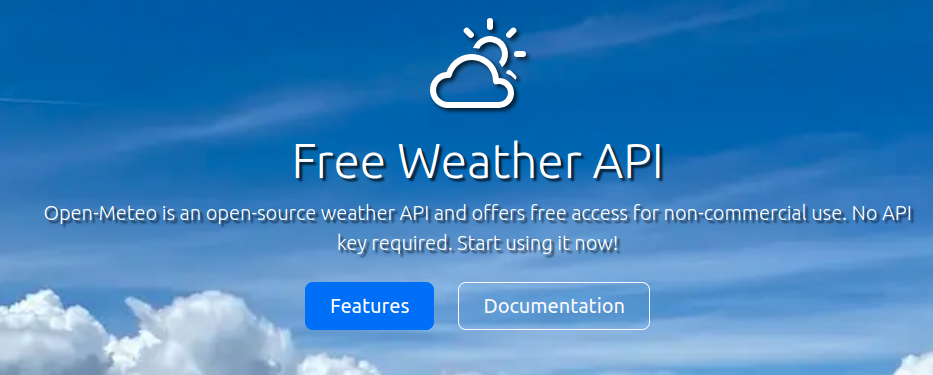 Free Weather API
Open-Meteo is an open-source weather API and offers free access for non-commercial use. No API
key required. Start using it now!
Features
Documentation